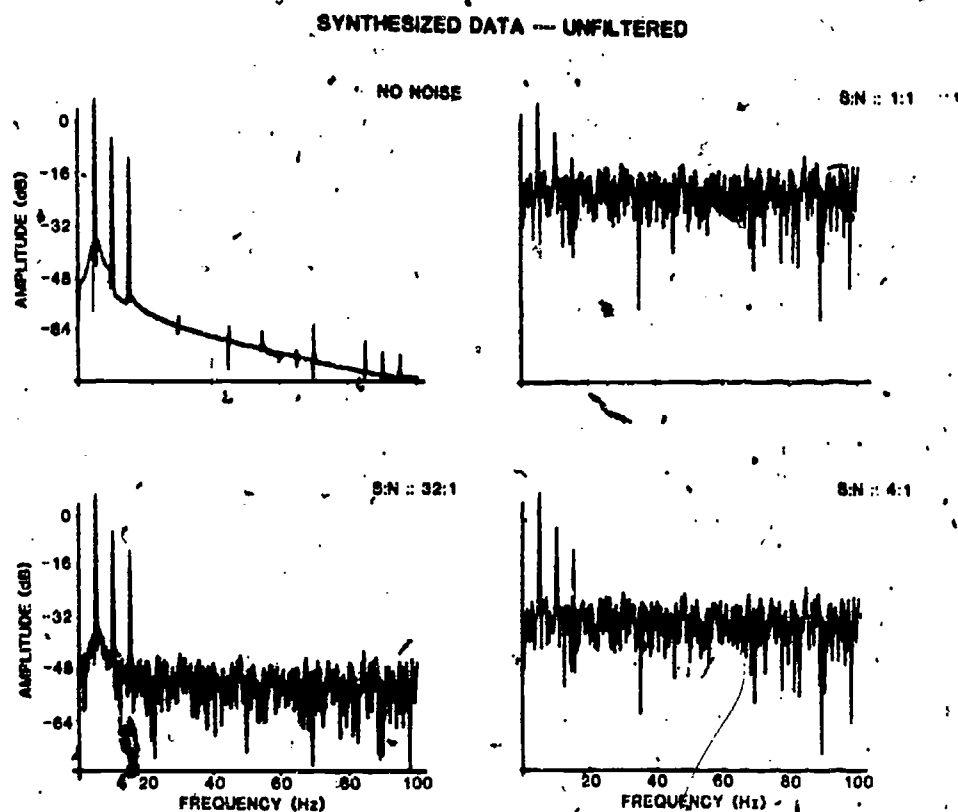 SYNTHESIZED DATA — UNFILTERED
NO NOISE
AMPLITUDE (dB)
0
-16
-32
-48
-64
S:N :: 1:1
S:N :: 32:1
AMPLITUDE (dB)
0
-16
-32
-48
-64
20
40
60
80
100
FREQUENCY (Hz)
S:N :: 4:1
20
40
60
80
100
FREQUENCY (Hz)